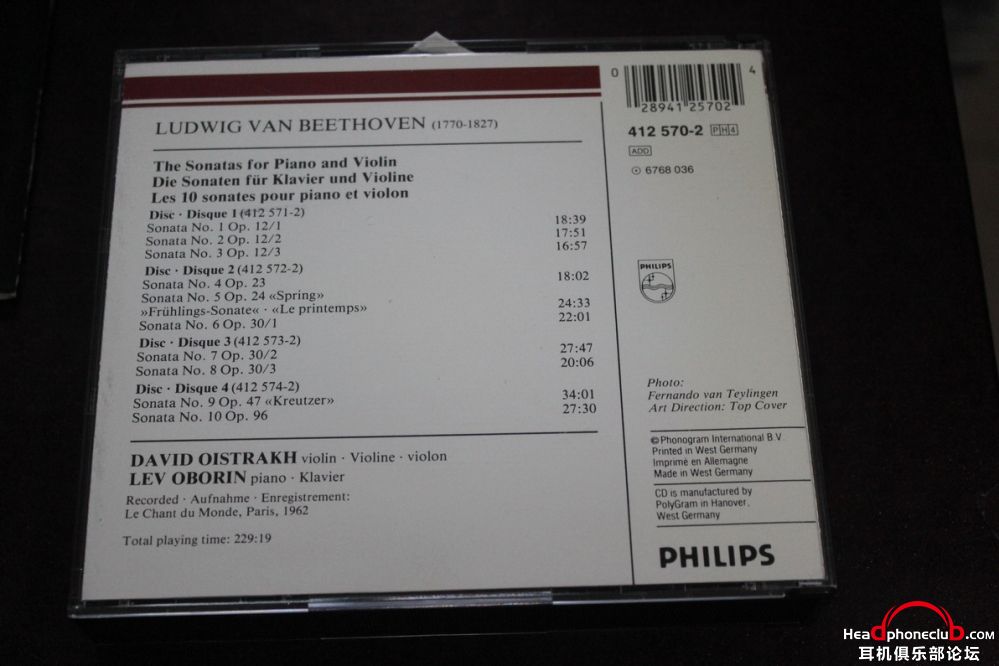 LUDWIG VAN BEETHOVEN (1770-1827)
The Sonatas for Piano and Violin
Die Sonaten für Klavier und Violine
Les 10 sonates pour piano et violon
Disc · Disque 1 (412 571-2)
Sonata No. 1 Op. 12/1 18:39
Sonata No. 2 Op. 12/2 17:51
Sonata No. 3 Op. 12/3 16:57
Disc · Disque 2 (412 572-2)
Sonata No. 4 Op. 23 18:02
Sonata No. 5 Op. 24 «Spring»
»Frühlings-Sonate« · «Le printemps» 24:33
Sonata No. 6 Op. 30/1 22:01
Disc · Disque 3 (412 573-2)
Sonata No. 7 Op. 30/2 27:47
Sonata No. 8 Op. 30/3 20:06
Disc · Disque 4 (412 574-2)
Sonata No. 9 Op. 47 «Kreutzer» 34:01
Sonata No. 10 Op. 96 27:30
DAVID OISTRAKH violin · Violine · violon
LEV OBORIN piano · Klavier
Recorded · Aufnahme · Enregistrement:
Le Chant du Monde, Paris, 1962
Total playing time: 229:19
0 28941 25702 4
412 570-2 PH4
ADD
6768 036
PHILIPS
Photo:
Fernando van Teylingen
Art Direction: Top Cover
©Phonogram International B.V.
Printed in West Germany
Imprimé en Allemagne
Made in West Germany
CD is manufactured by
PolyGram in Hanover,
West Germany
PHILIPS
Headphoneclub.com
耳机俱乐部论坛